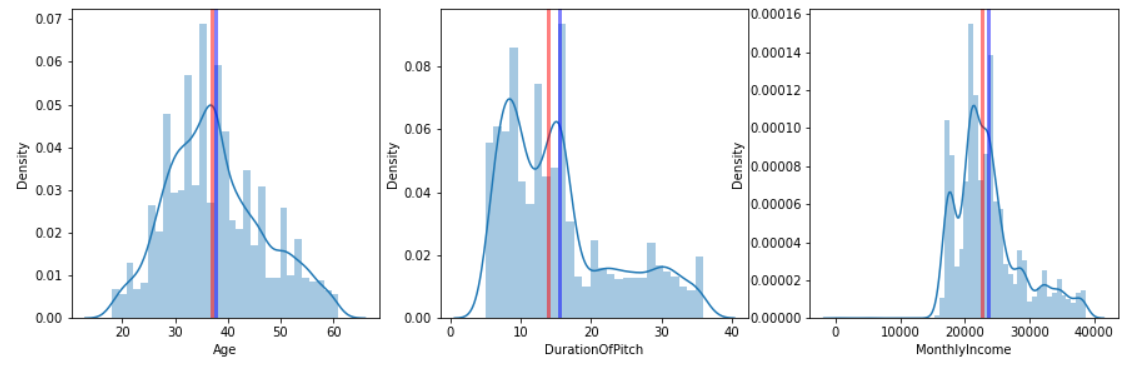 0.07
0.06
0.05
0.04
0.03
0.02
0.01
0.00
Density
20 30 40 50 60
Age
0.08
0.06
0.04
0.02
0.00
Density
0 10 20 30 40
DurationOfPitch
0.00016
0.00014
0.00012
0.00010
0.00008
0.00006
0.00004
0.00002
0.00000
Density
0 10000 20000 30000 40000
MonthlyIncome